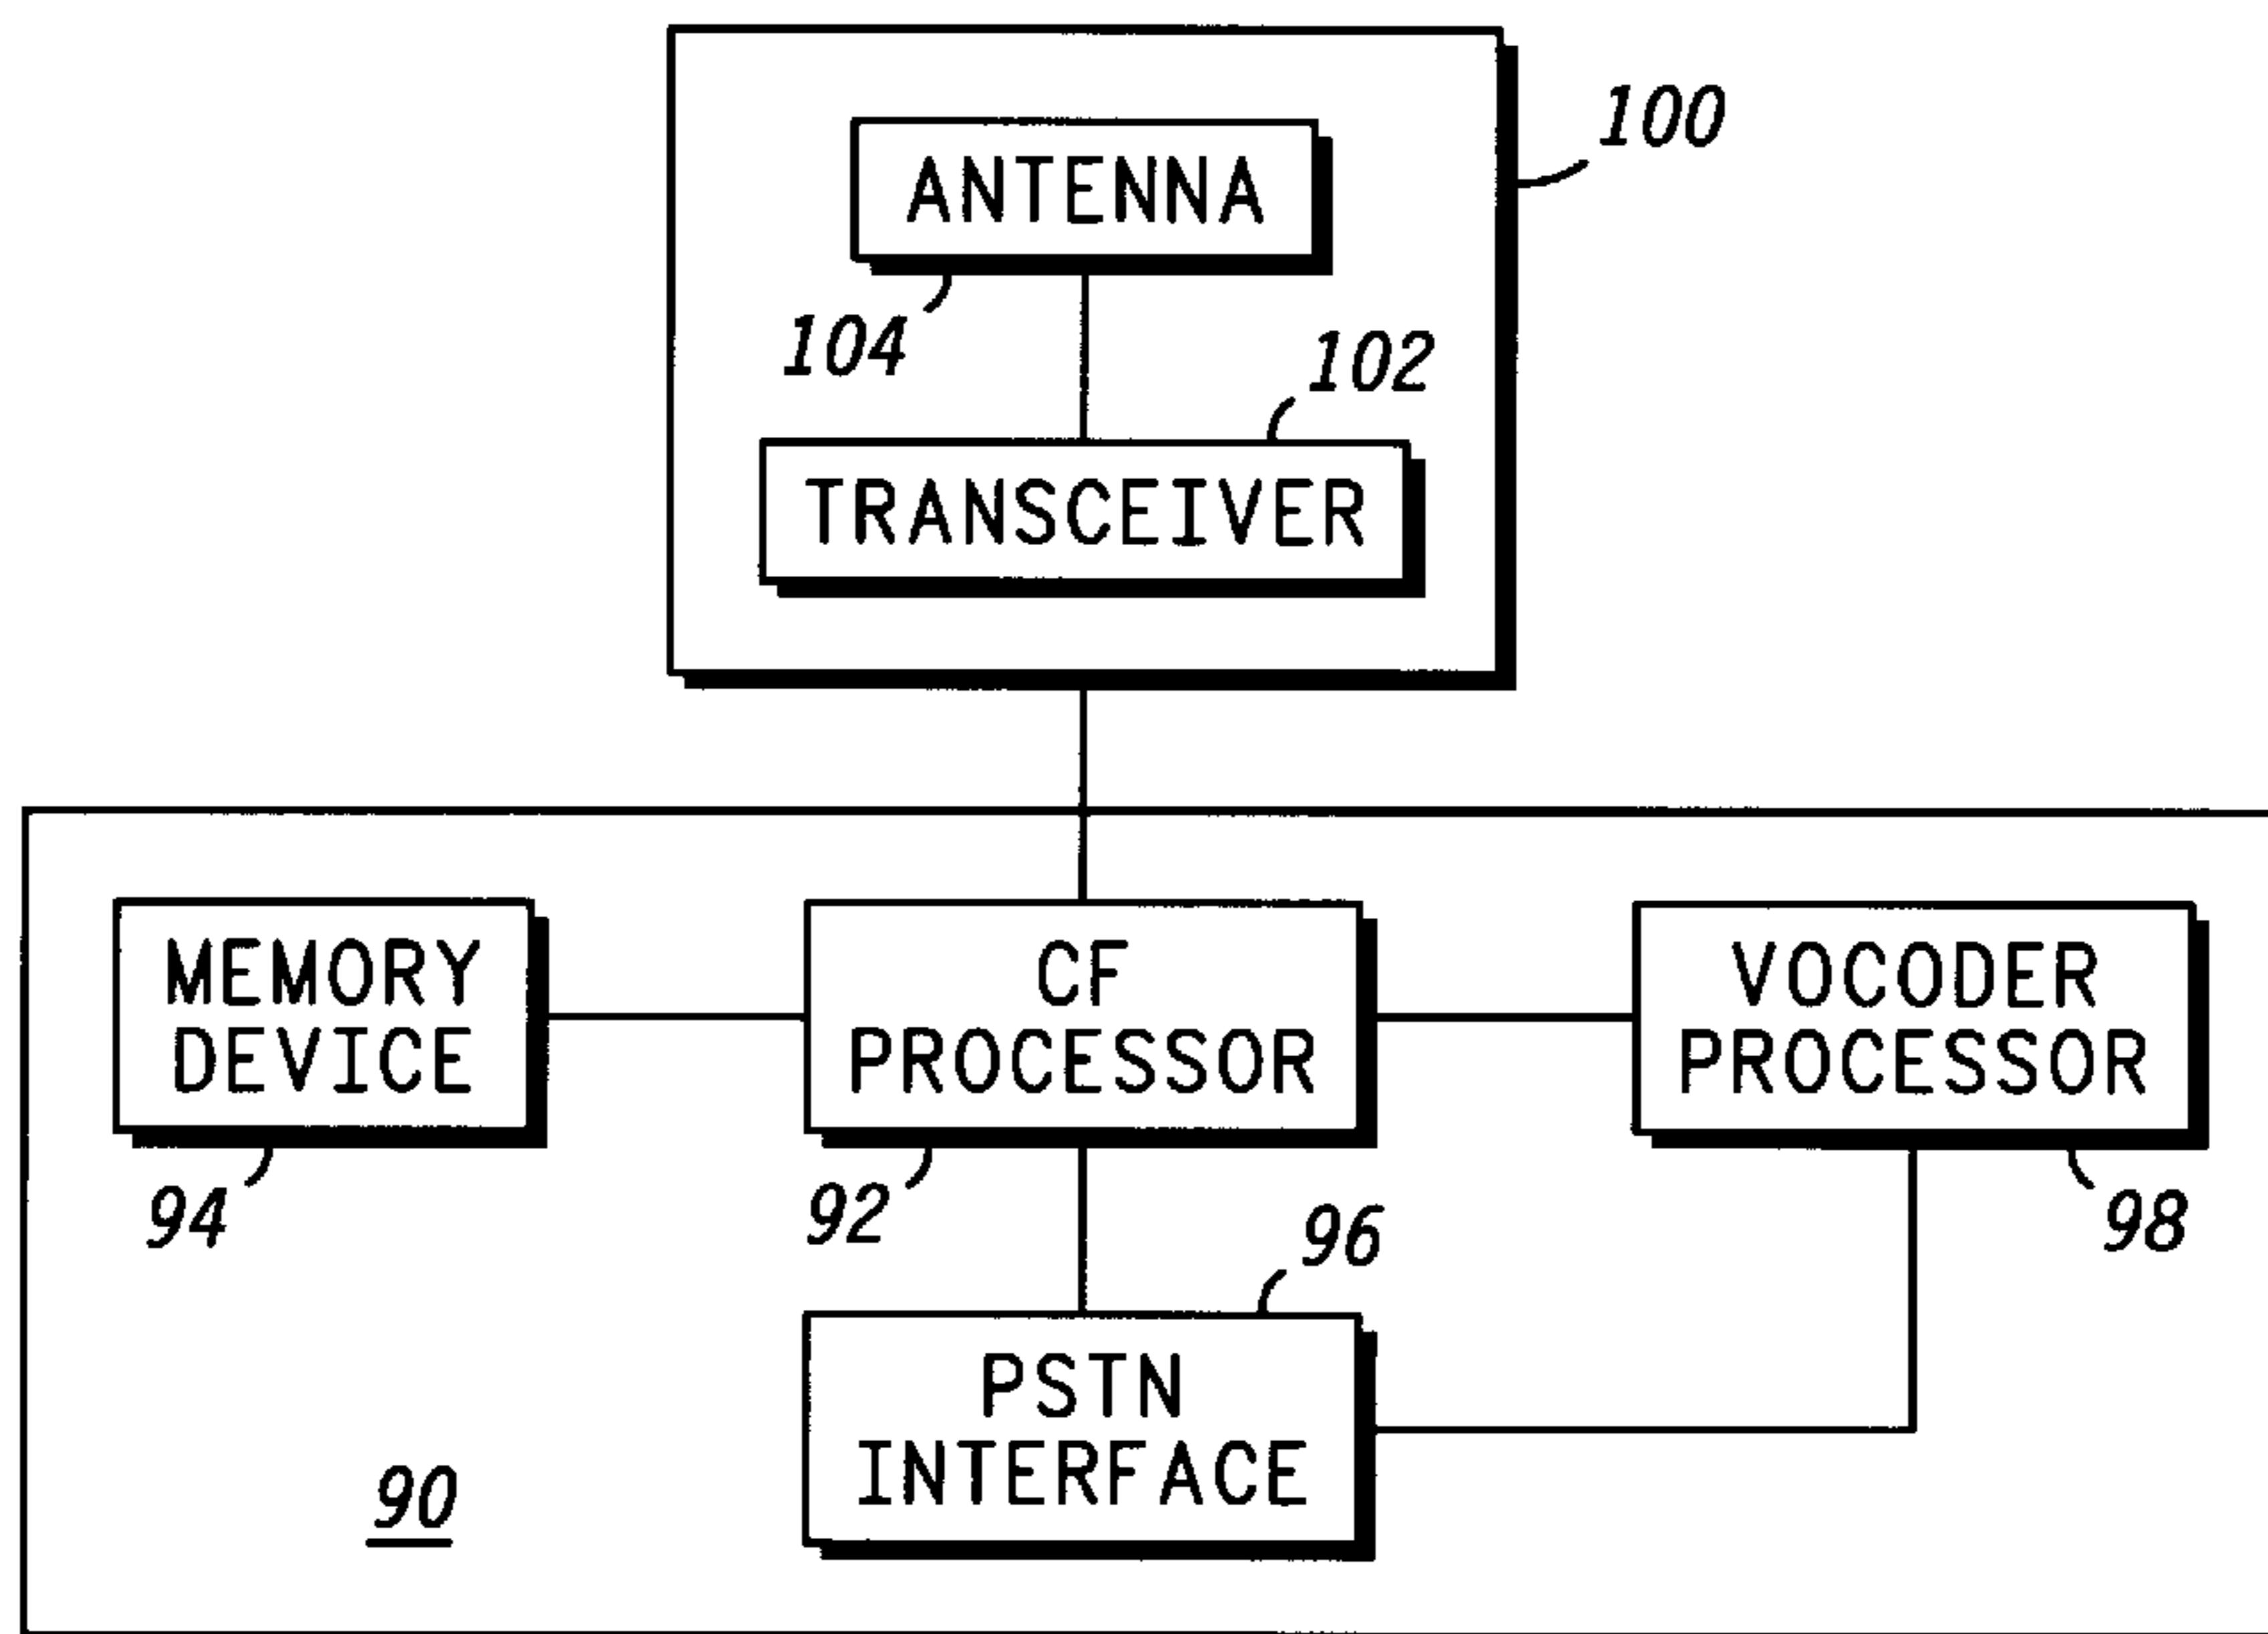 100
ANTENNA
104
102
TRANSCEIVER
MEMORY
DEVICE
CF
PROCESSOR
VOCODER
PROCESSOR
94
92
96
98
PSTN
INTERFACE
90